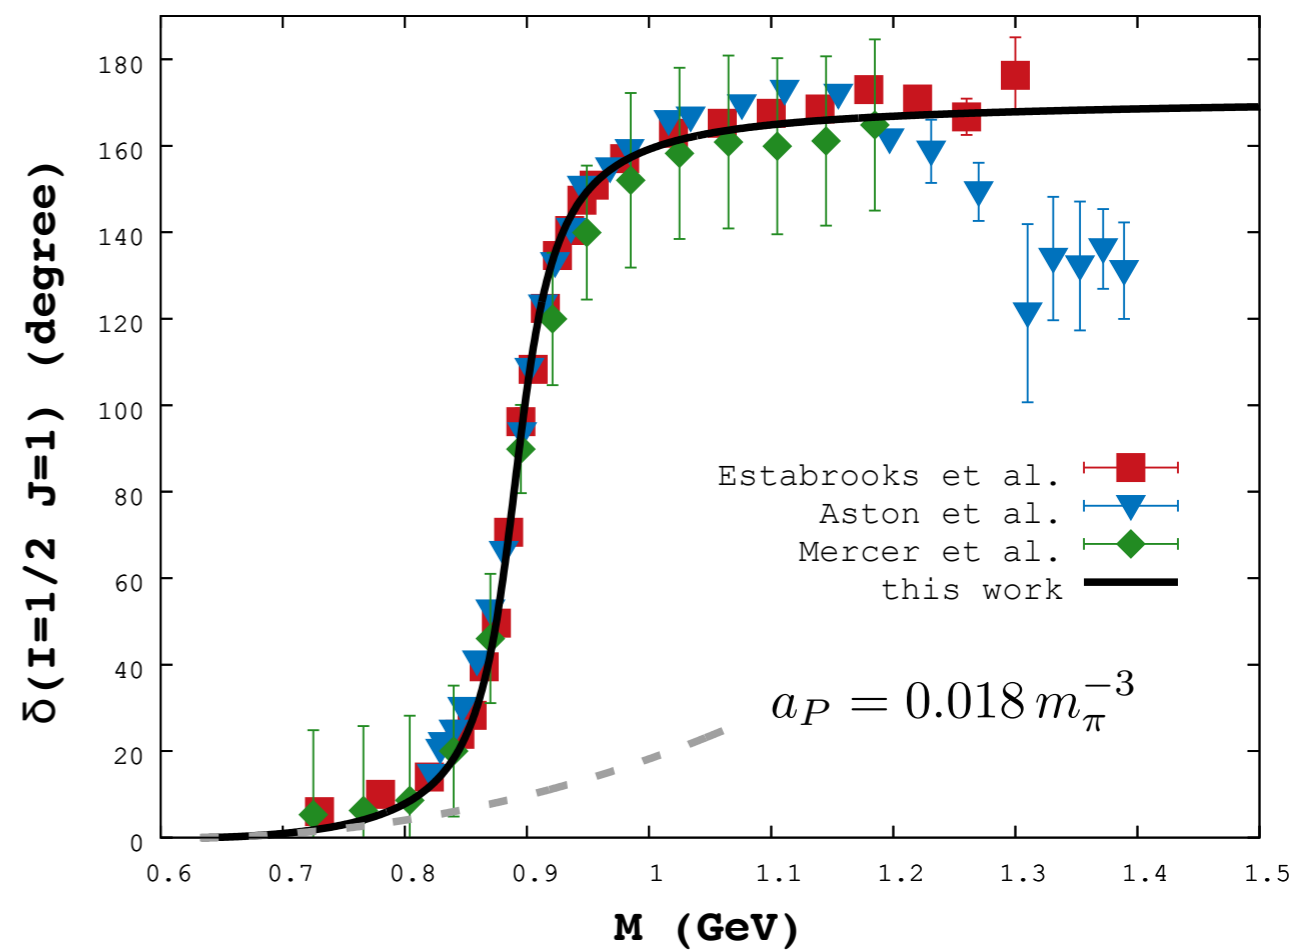 δ(I=1/2 J=1) (degree)
180
160
140
120
100
80
60
40
20
0
Estabrooks et al.
Aston et al.
Mercer et al.
this work
a_P = 0.018 m_π^{-3}
0.6 0.7 0.8 0.9 1 1.1 1.2 1.3 1.4 1.5
M (GeV)